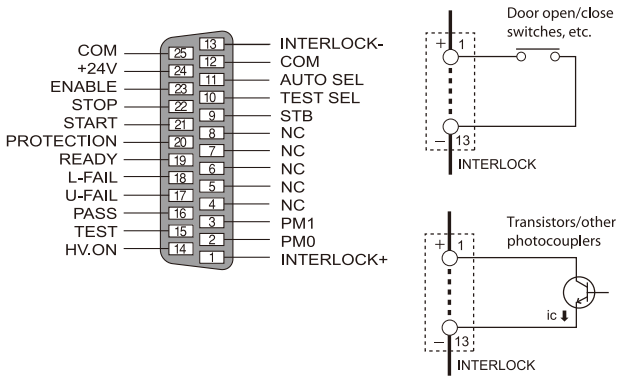 COM
+24V
ENABLE
STOP
START
PROTECTION
READY
L-FAIL
U-FAIL
PASS
TEST
HV.ON
25
24
23
22
21
20
19
18
17
16
15
14
13
12
11
10
9
8
7
6
5
4
3
2
1
INTERLOCK-
COM
AUTO SEL
TEST SEL
STB
NC
NC
NC
NC
NC
PM1
PM0
INTERLOCK+
Door open/close
switches, etc.
+ 1
− 13
INTERLOCK
Transistors/other
photocouplers
+ 1
ic
− 13
INTERLOCK